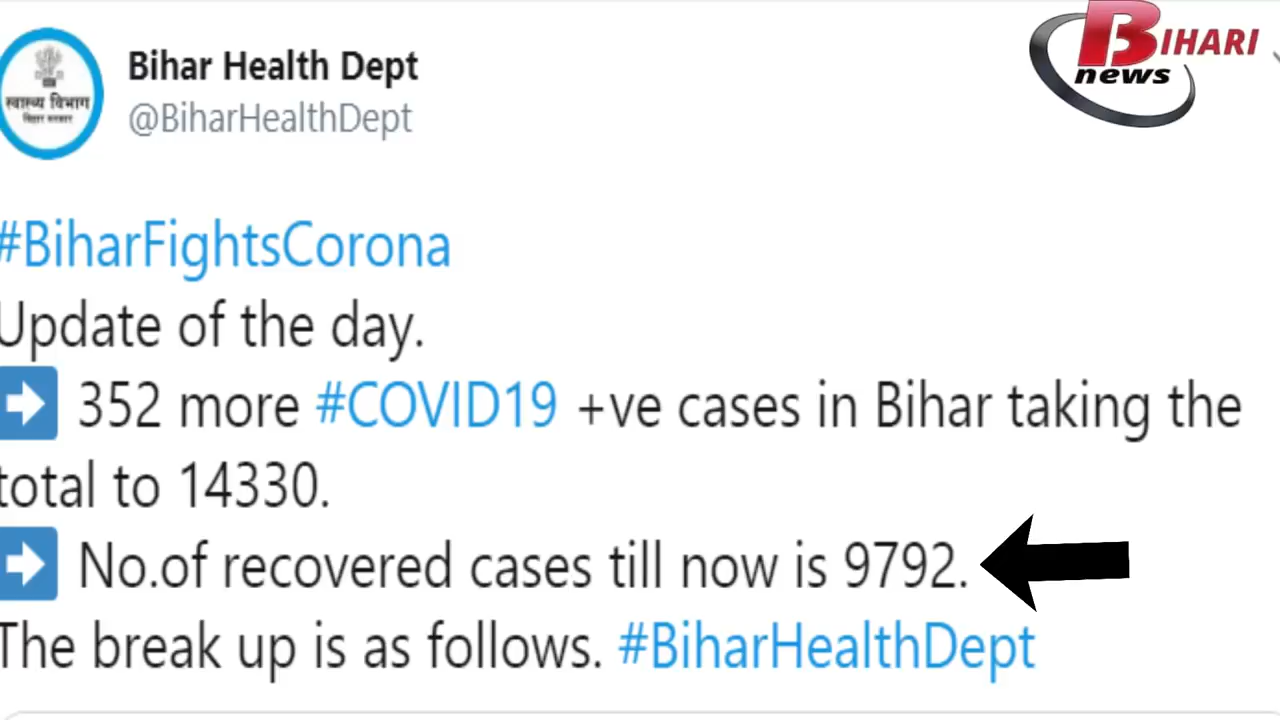 Bihar Health Dept
@BiharHealthDept
स्वास्थ्य विभाग
बिहार सरकार
BIHARI
news
#BiharFightsCorona
Update of the day.
352 more #COVID19 +ve cases in Bihar taking the
total to 14330.
No.of recovered cases till now is 9792.
The break up is as follows. #BiharHealthDept